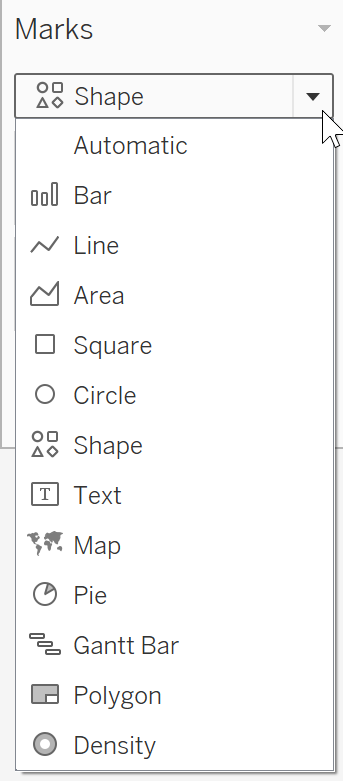 Marks
Shape
Automatic
Bar
Line
Area
Square
Circle
Shape
T Text
Map
Pie
Gantt Bar
Polygon
Density